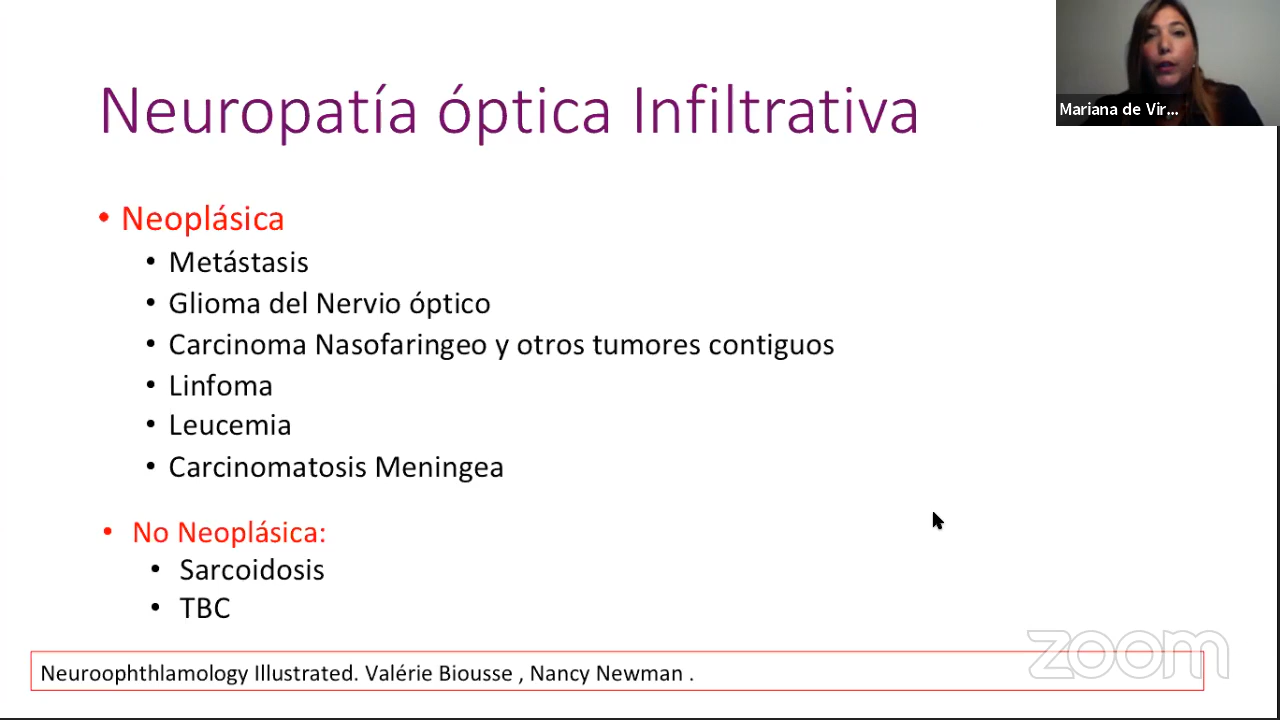 Neuropatía óptica Infiltrativa
Mariana de Vir...
• Neoplásica
• Metástasis
• Glioma del Nervio óptico
• Carcinoma Nasofaringeo y otros tumores contiguos
• Linfoma
• Leucemia
• Carcinomatosis Meningea
• No Neoplásica:
• Sarcoidosis
• TBC
zoom
Neuroophthlamology Illustrated. Valérie Biousse , Nancy Newman .